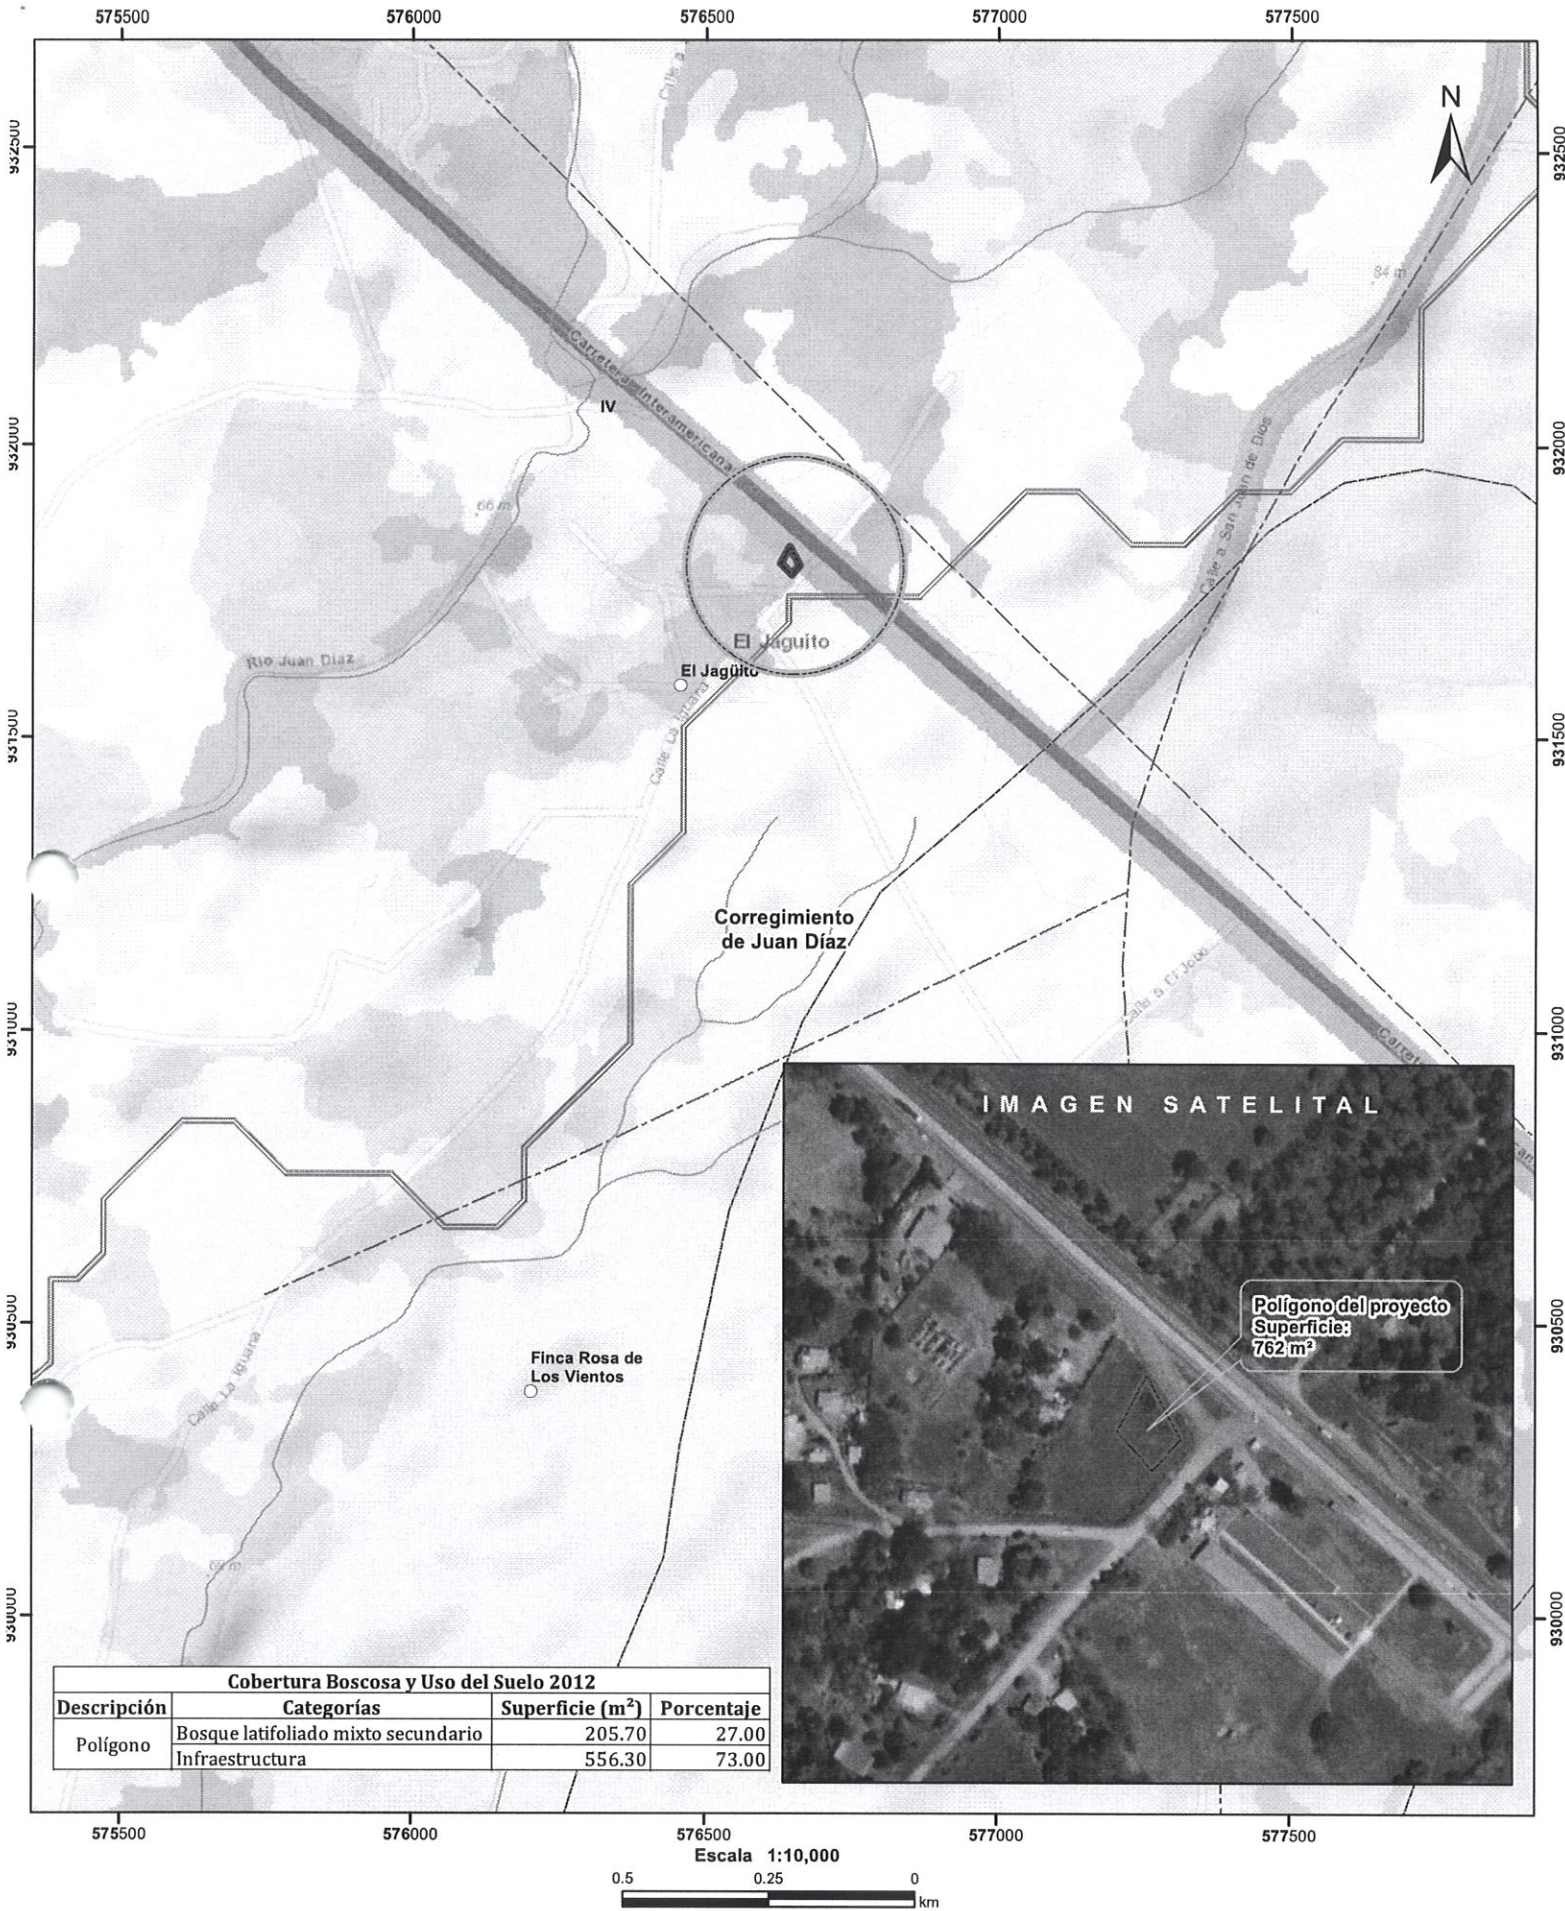 575500 576000 576500 577000 577500
N
Calle a
932500 932500
84 m
Carretera Interamericana
IV
932000 932000
Calle a San Juan de Dios
66 m
El Jaguito
Río Juan Díaz
El Jagüito
Calle La Iguana
931500 931500
Corregimiento
de Juan Díaz
Calle a El Jobo
931000 931000
Carret
IMAGEN SATELITAL
Polígono del proyecto
Superficie:
762 m²
930500 930500
Finca Rosa de
Los Vientos
Calle La Iguana
930000 930000
Cobertura Boscosa y Uso del Suelo 2012
Descripción Categorías Superficie (m²) Porcentaje
Polígono
Bosque latifoliado mixto secundario 205.70 27.00
Infraestructura 556.30 73.00
575500 576000 576500 577000 577500
Escala 1:10,000
0.5 0.25 0
km